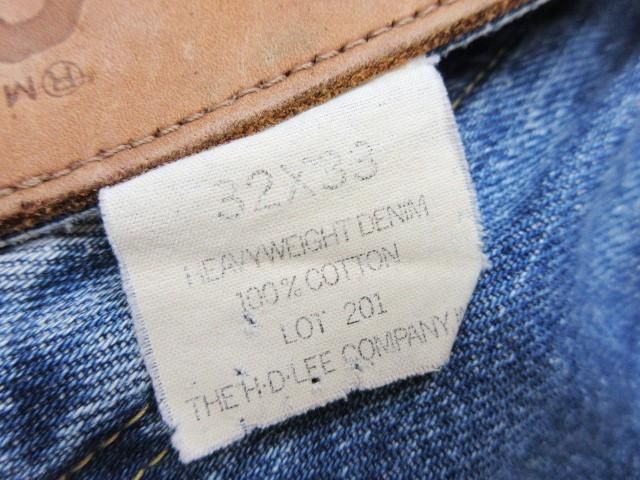 ®M
32X33
HEAVYWEIGHT DENIM
100% COTTON
LOT 201
THE H·D·LEE COMPANY